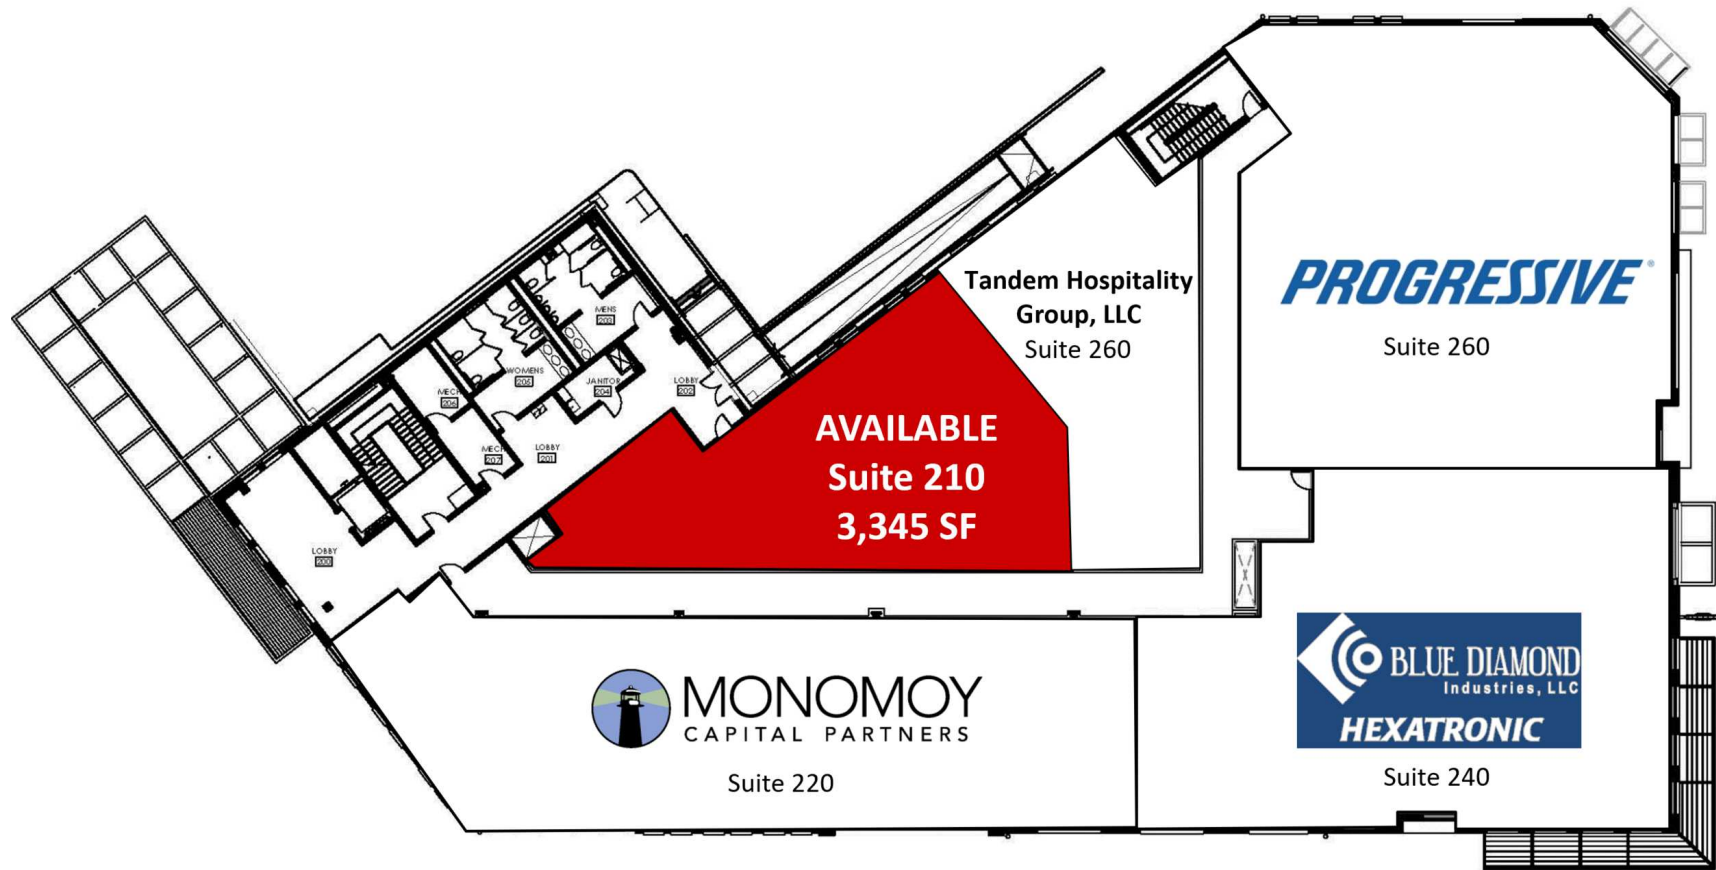 MENS
202
WOMENS
205
JANITOR
204
LOBBY
202
MECH
206
MECH
207
LOBBY
201
LOBBY
200
Tandem Hospitality
Group, LLC
Suite 260
PROGRESSIVE®
Suite 260
AVAILABLE
Suite 210
3,345 SF
MONOMOY
CAPITAL PARTNERS
Suite 220
BLUE DIAMOND
Industries, LLC
HEXATRONIC
Suite 240